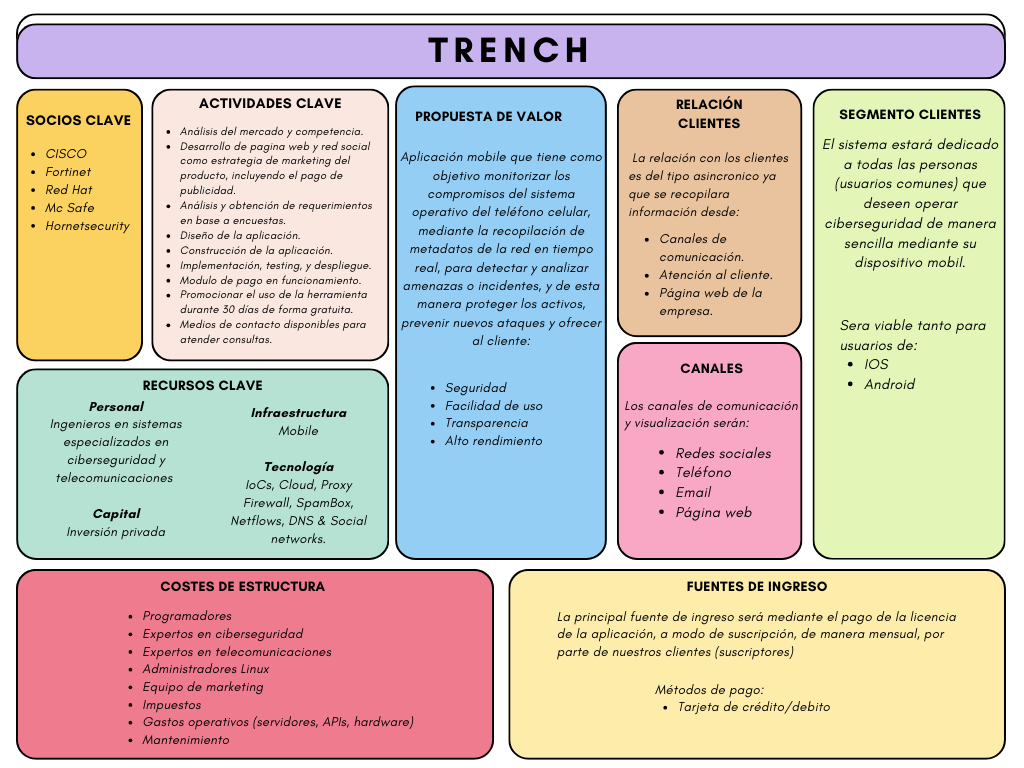 TRENCH
SOCIOS CLAVE
CISCO
Fortinet
Red Hat
Mc Safe
Hornetsecurity
ACTIVIDADES CLAVE
Análisis del mercado y competencia.
Desarrollo de pagina web y red social
como estrategia de marketing del
producto, incluyendo el pago de
publicidad.
Análisis y obtención de requerimientos
en base a encuestas.
Diseño de la aplicación.
Construcción de la aplicación.
Implementación, testing, y despliegue.
Modulo de pago en funcionamiento.
Promocionar el uso de la herramienta
durante 30 días de forma gratuita.
Medios de contacto disponibles para
atender consultas.
RECURSOS CLAVE
Personal
Ingenieros en sistemas
especializados en
ciberseguridad y
telecomunicaciones
Capital
Inversión privada
Infraestructura
Mobile
Tecnología
IoCs, Cloud, Proxy
Firewall, SpamBox,
Netflows, DNS & Social
networks.
PROPUESTA DE VALOR
Aplicación mobile que tiene como
objetivo monitorizar los
compromisos del sistema
operativo del teléfono celular,
mediante la recopilación de
metadatos de la red en tiempo
real, para detectar y analizar
amenazas o incidentes, y de esta
manera proteger los activos,
prevenir nuevos ataques y ofrecer
al cliente:
Seguridad
Facilidad de uso
Transparencia
Alto rendimiento
RELACIÓN
CLIENTES
La relación con los clientes
es del tipo asincronico ya
que se recopilara
información desde:
Canales de
comunicación.
Atención al cliente.
Página web de la
empresa.
CANALES
Los canales de comunicación
y visualización serán:
Redes sociales
Teléfono
Email
Página web
SEGMENTO CLIENTES
El sistema estará dedicado
a todas las personas
(usuarios comunes) que
deseen operar
ciberseguridad de manera
sencilla mediante su
dispositivo mobil.
Sera viable tanto para
usuarios de:
IOS
Android
COSTES DE ESTRUCTURA
Programadores
Expertos en ciberseguridad
Expertos en telecomunicaciones
Administradores Linux
Equipo de marketing
Impuestos
Gastos operativos (servidores, APIs, hardware)
Mantenimiento
FUENTES DE INGRESO
La principal fuente de ingreso será mediante el pago de la licencia
de la aplicación, a modo de suscripción, de manera mensual, por
parte de nuestros clientes (suscriptores)
Métodos de pago:
Tarjeta de crédito/debito